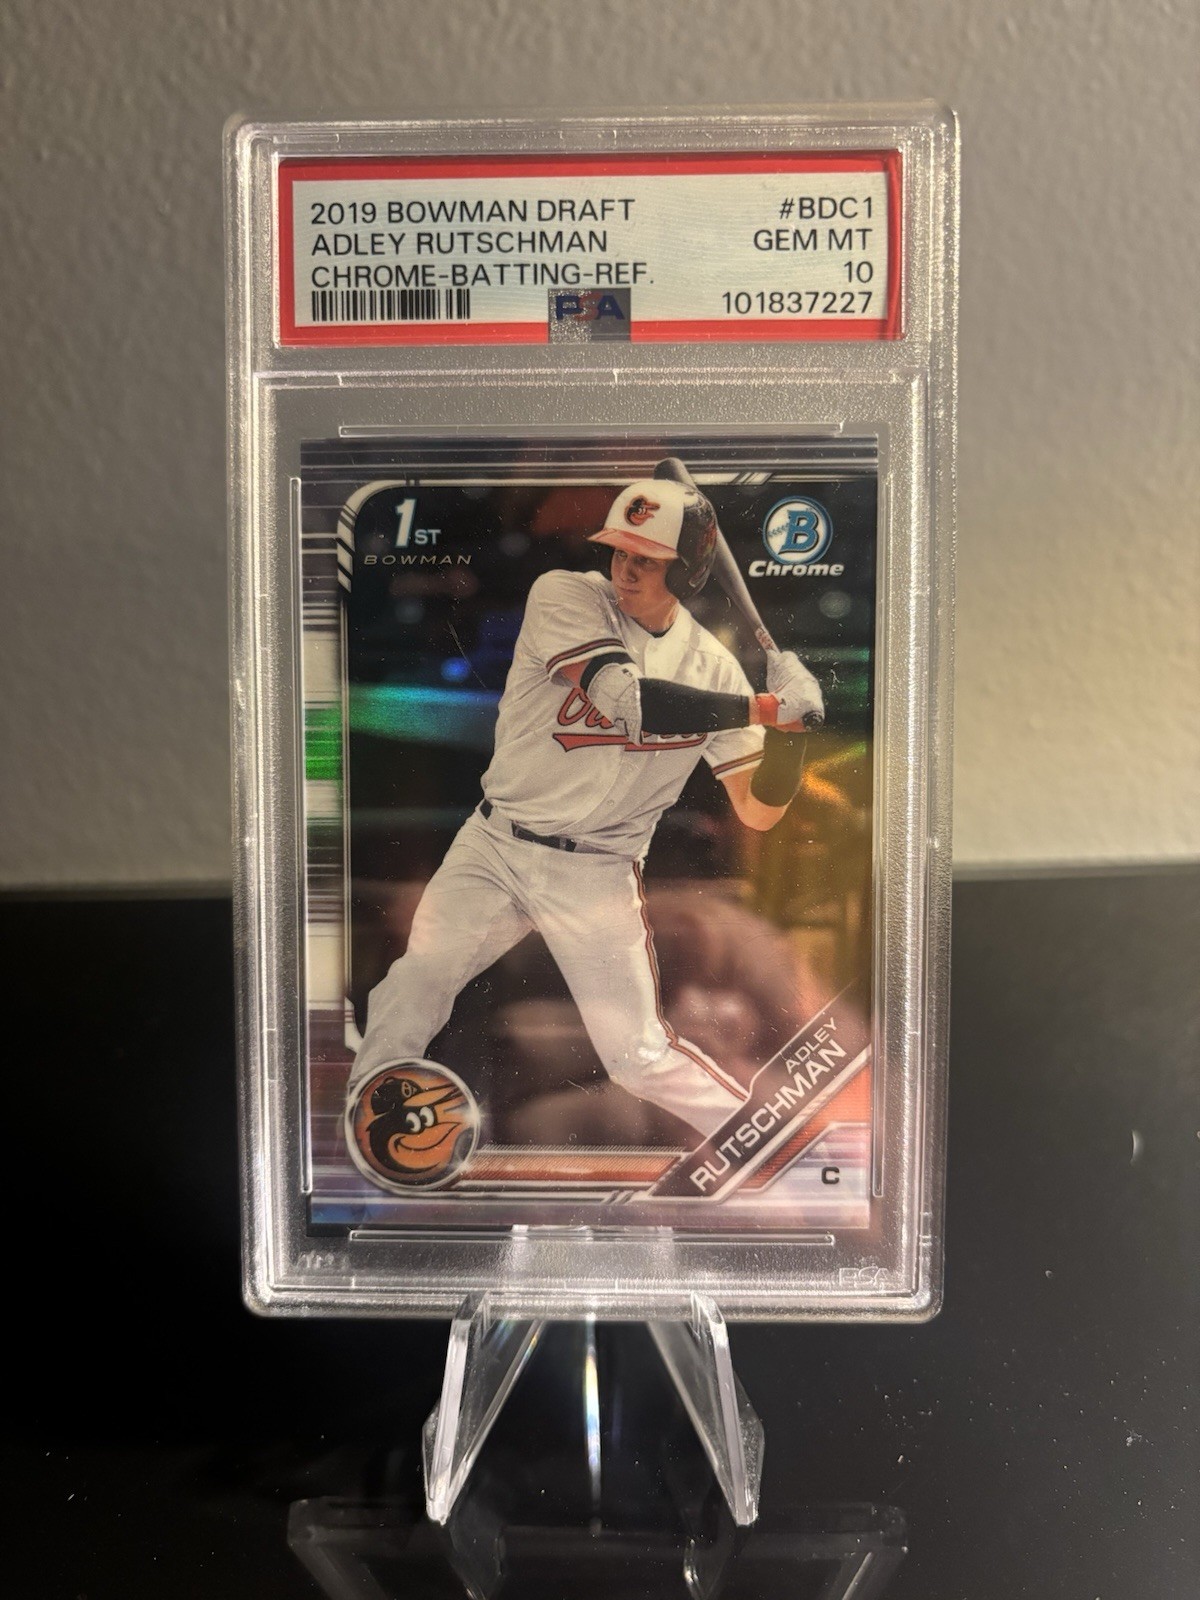 2019 BOWMAN DRAFT #BDC1
ADLEY RUTSCHMAN GEM MT
CHROME-BATTING-REF. 10
PSA 101837227
1ST
BOWMAN
B
Chrome
ADLEY
RUTSCHMAN
C
PSA